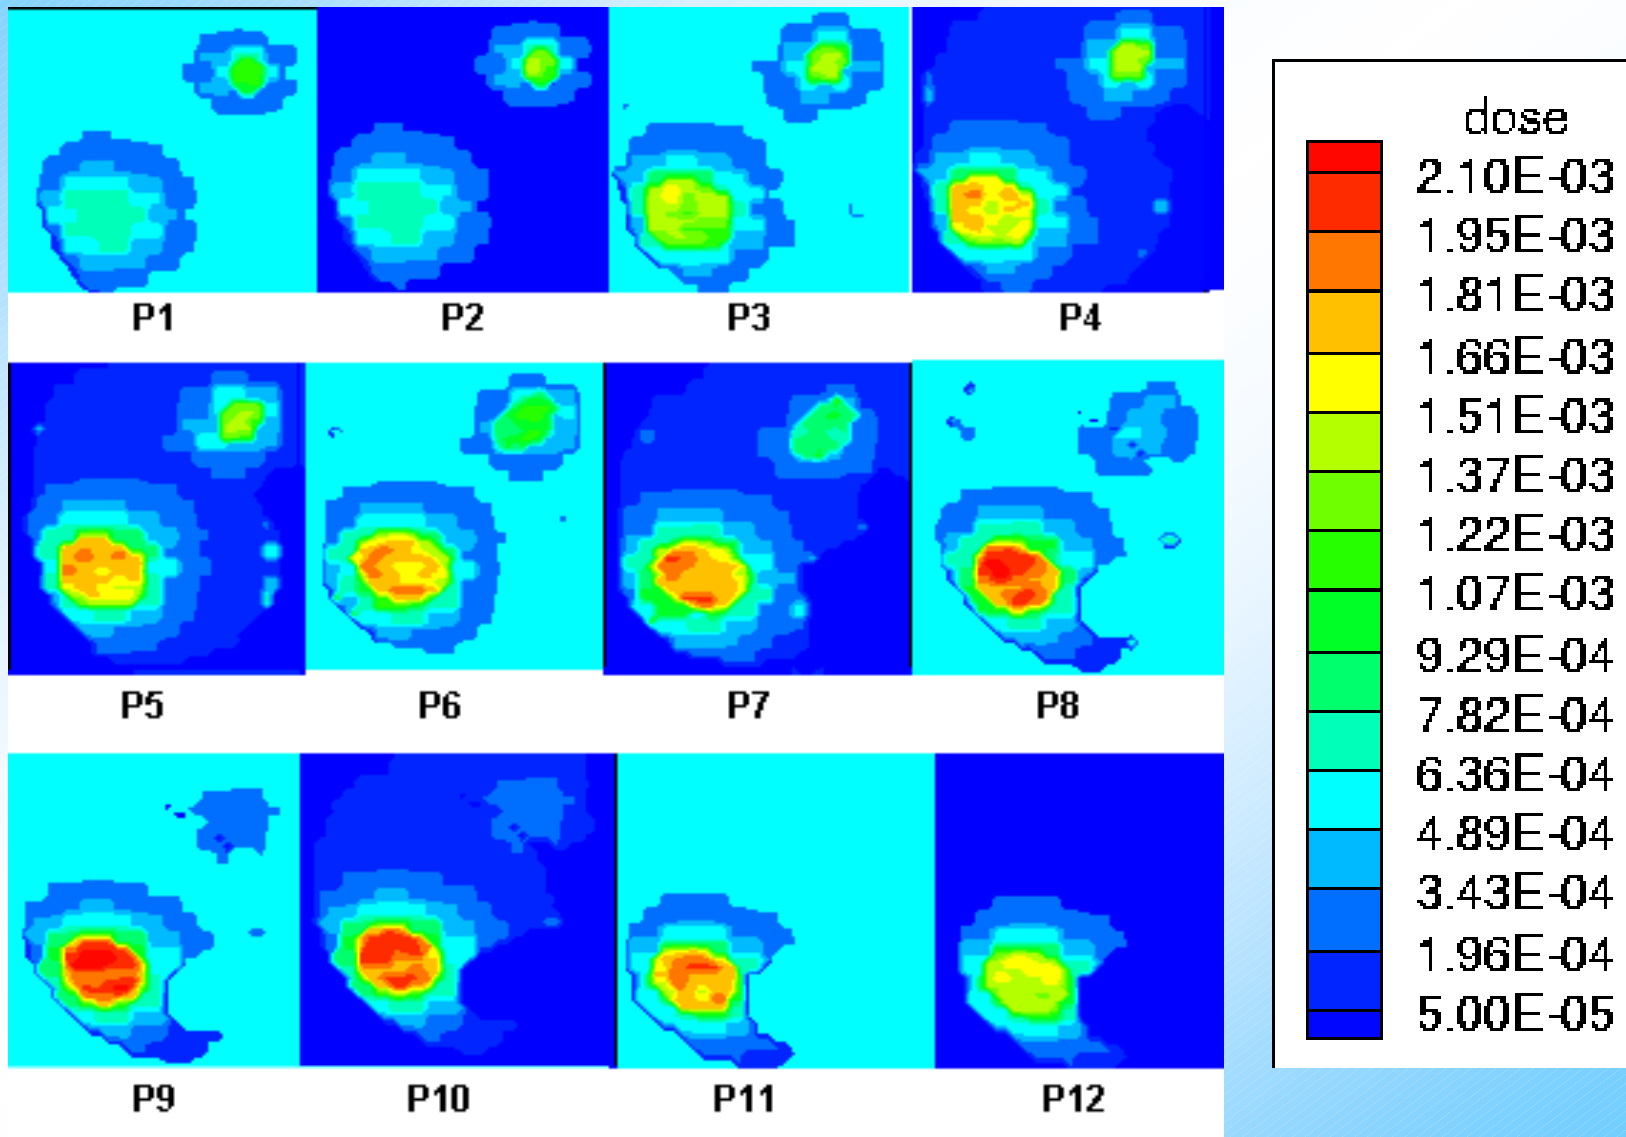 P1 P2 P3 P4
P5 P6 P7 P8
P9 P10 P11 P12
dose
2.10E-03
1.95E-03
1.81E-03
1.66E-03
1.51E-03
1.37E-03
1.22E-03
1.07E-03
9.29E-04
7.82E-04
6.36E-04
4.89E-04
3.43E-04
1.96E-04
5.00E-05